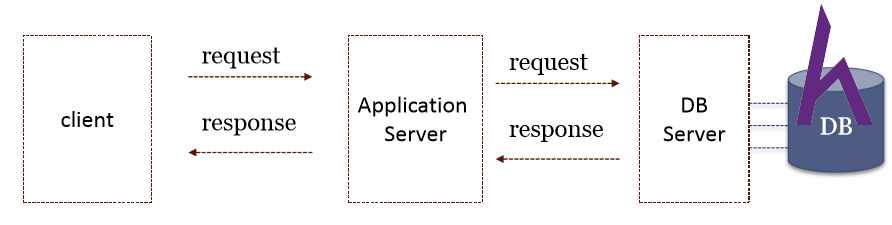 client
request
response
Application
Server
request
response
DB
Server
DB